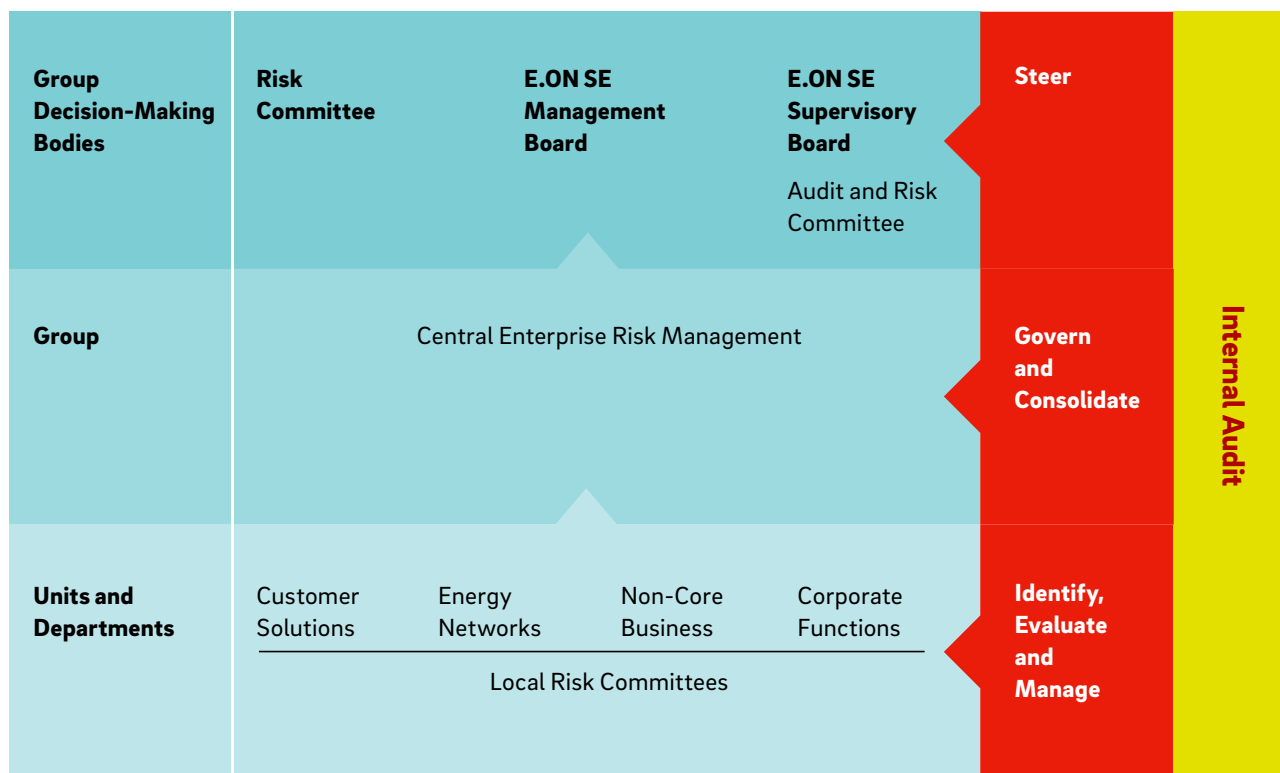 Group
Decision-Making
Bodies
Risk
Committee
E.ON SE
Management
Board
E.ON SE
Supervisory
Board
Audit and Risk
Committee
Steer
Group
Central Enterprise Risk Management
Govern
and
Consolidate
Internal Audit
Units and
Departments
Customer
Solutions
Energy
Networks
Non-Core
Business
Corporate
Functions
Local Risk Committees
Identify,
Evaluate
and
Manage